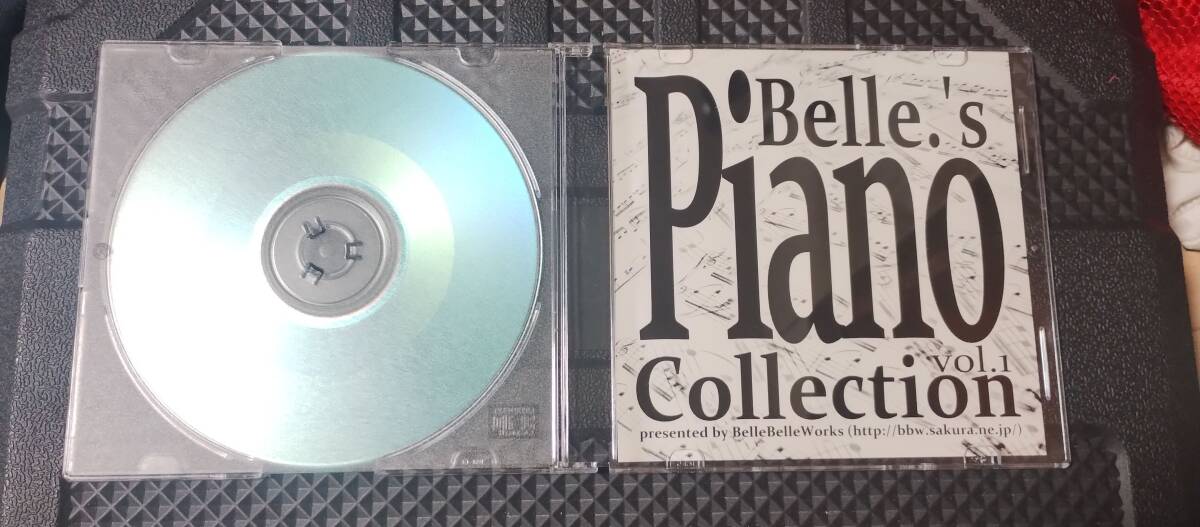 Belle.'s
Piano
vol.1
Collection
presented by BelleBelleWorks (http://bbw.sakura.ne.jp/)